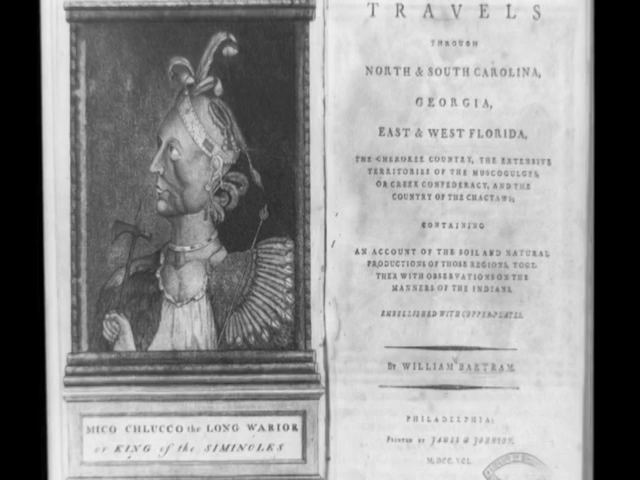 MICO CHLUCCO the LONG WARIOR
or KING of the SIMINOLES
TRAVELS
THROUGH
NORTH & SOUTH CAROLINA,
GEORGIA,
EAST & WEST FLORIDA,
THE CHEROKEE COUNTRY, THE EXTENSIVE
TERRITORIES OF THE MUSCOGULGES,
OR CREEK CONFEDERACY, AND THE
COUNTRY OF THE CHACTAWS;
CONTAINING
AN ACCOUNT OF THE SOIL AND NATURAL
PRODUCTIONS OF THOSE REGIONS, TOGE-
THER WITH OBSERVATIONS ON THE
MANNERS OF THE INDIANS.
EMBELLISHED WITH COPPER-PLATES.
By WILLIAM BARTRAM.
PHILADELPHIA:
PRINTED BY JAMES & JOHNSON.
M,DCC,XCI.